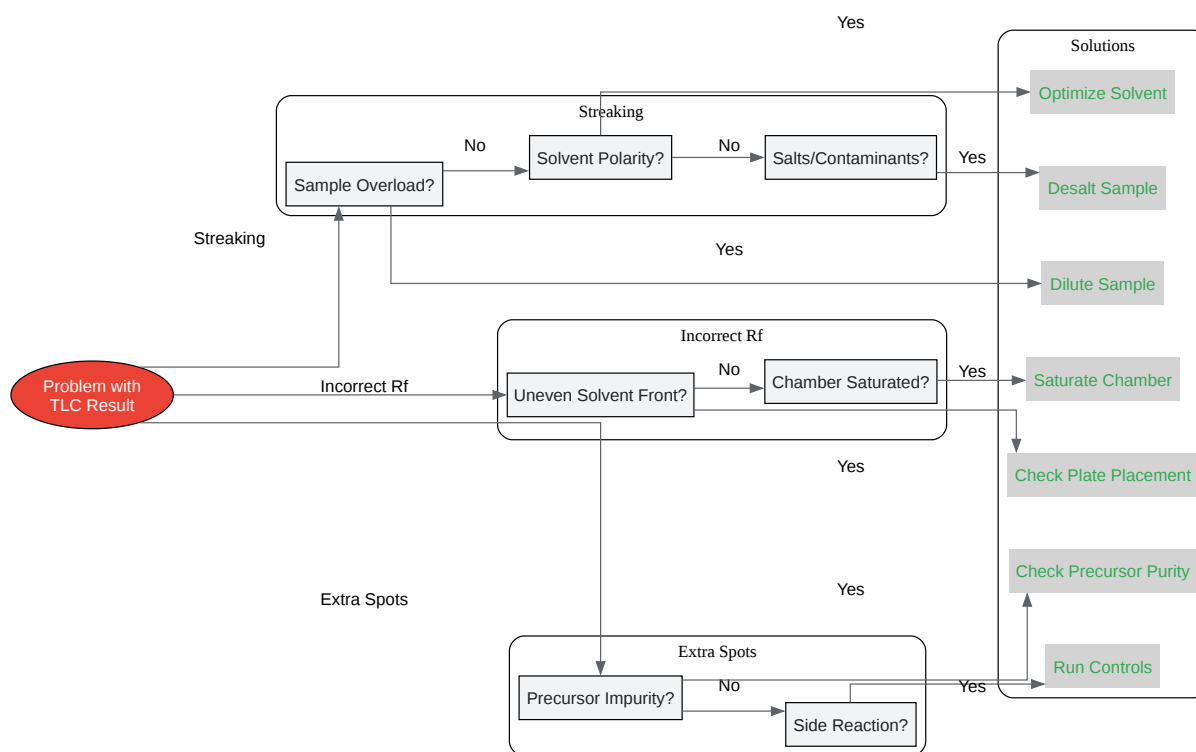 Yes
Solutions
Optimize Solvent
Streaking
No
Solvent Polarity?
No
Salts/Contaminants?
Yes
Sample Overload?
Desalt Sample
Streaking
Yes
Dilute Sample
Incorrect Rf
No
Chamber Saturated?
Yes
Saturate Chamber
Problem with
TLC Result
Incorrect Rf
Uneven Solvent Front?
Yes
Check Plate Placement
Check Precursor Purity
Yes
Extra Spots
Extra Spots
Run Controls
Precursor Impurity?
No
Yes
Side Reaction?